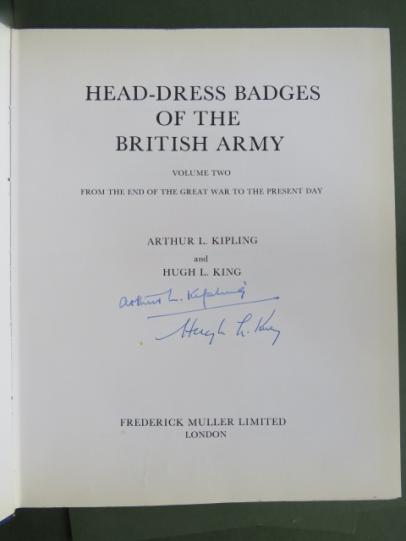 HEAD-DRESS BADGES
OF THE
BRITISH ARMY
VOLUME TWO
FROM THE END OF THE GREAT WAR TO THE PRESENT DAY
ARTHUR L. KIPLING
and
HUGH L. KING
Arthur L. Kipling
Hugh L. King
FREDERICK MULLER LIMITED
LONDON